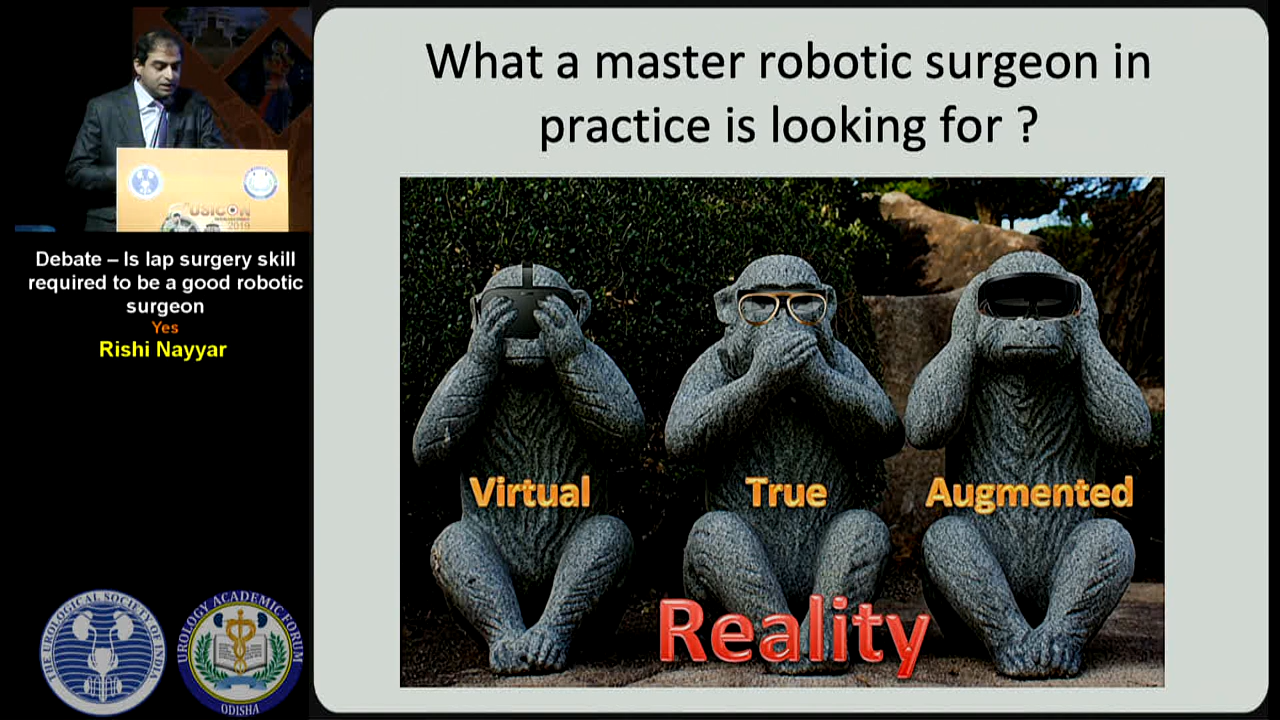 What a master robotic surgeon in
practice is looking for ?
USICON
2019
Debate – Is lap surgery skill
required to be a good robotic
surgeon
Yes
Rishi Nayyar
Virtual
True
Augmented
Reality
THE UROLOGICAL SOCIETY OF INDIA
UROLOGY ACADEMIC FORUM
ODISHA